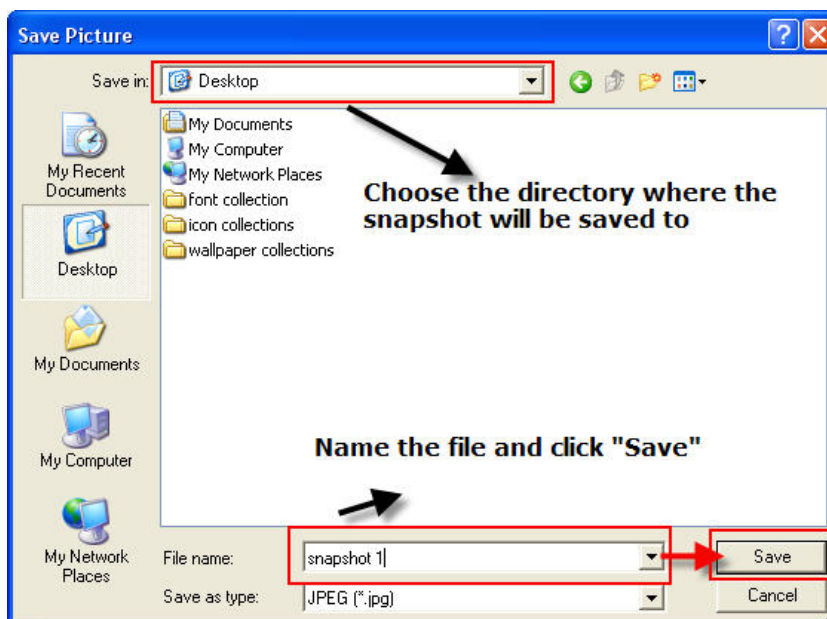 Save Picture
Save in:
Desktop
My Recent
Documents
Desktop
My Documents
My Computer
My Network
Places
My Documents
My Computer
My Network Places
font collection
icon collections
wallpaper collections
Choose the directory where the
snapshot will be saved to
Name the file and click "Save"
File name:
snapshot 1
Save
Save as type:
JPEG (*.jpg)
Cancel